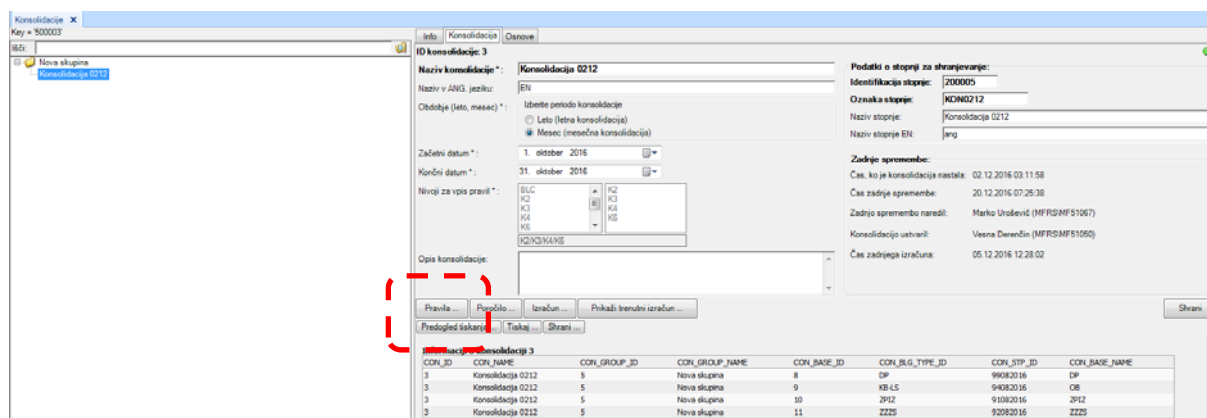 Konsolidacije X
Key = '500003'
Išči:
Nova skupina
Konsolidacija 0212
Info Konsolidacija Osnove
ID konsolidacije: 3
Naziv konsolidacije * : Konsolidacija 0212
Naziv v ANG. jeziku: EN
Obdobje (leto, mesec) * : Izberite periodo konsolidacije
Leto (letna konsolidacija)
Mesec (mesečna konsolidacija)
Začetni datum * : 1. oktober 2016
Končni datum * : 31. oktober 2016
Nivoji za vpis pravil * :
BLC K2
K2 K3
K3 K4
K4 K6
K6
K2/K3/K4/K6
Opis konsolidacije:
Podatki o stopnji za shranjevanje:
Identifikacija stopnje: 200005
Oznaka stopnje: KON0212
Naziv stopnje: Konsolidacija 0212
Naziv stopnje EN: ang
Zadnje spremembe:
Čas, ko je konsolidacija nastala: 02.12.2016 03:11:58
Čas zadnje spremembe: 20.12.2016 07:25:38
Zadnjo spremembo naredil: Marko Urošević (MFRS\MF51067)
Konsolidacijo ustvaril: Vesna Derenčin (MFRS\MF51050)
Čas zadnjega izračuna: 05.12.2016 12:28:02
Pravila ... Poročilo ... Izračun ... Prikaži trenutni izračun ... Shrani
Predogled tiskanja ... Tiskaj ... Shrani ...
Informacije o konsolidaciji 3
CON_ID CON_NAME CON_GROUP_ID CON_GROUP_NAME CON_BASE_ID CON_BLG_TYPE_ID CON_STP_ID CON_BASE_NAME
3 Konsolidacija 0212 5 Nova skupina 8 DP 99082016 DP
3 Konsolidacija 0212 5 Nova skupina 9 KB-LS 94082016 OB
3 Konsolidacija 0212 5 Nova skupina 10 ZPIZ 91082016 ZPIZ
3 Konsolidacija 0212 5 Nova skupina 11 ZZZS 92082016 ZZZS